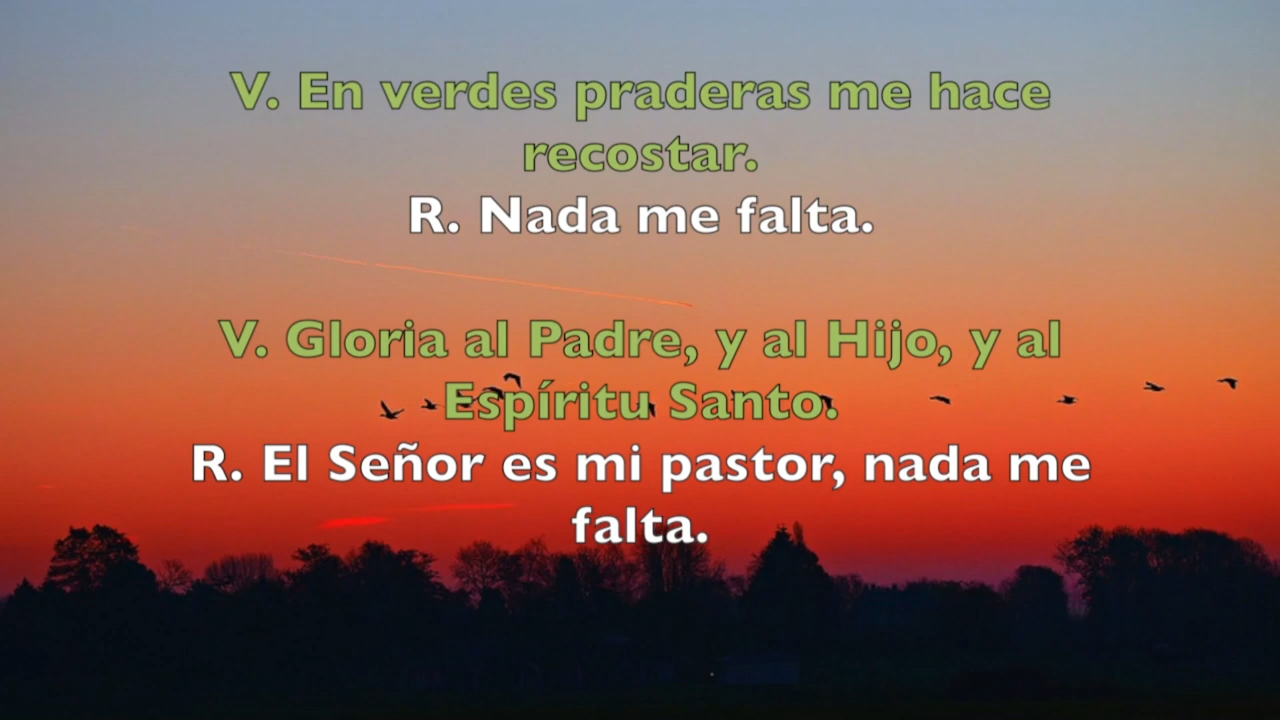 V. En verdes praderas me hace
recostar.
R. Nada me falta.
V. Gloria al Padre, y al Hijo, y al
Espíritu Santo.
R. El Señor es mi pastor, nada me
falta.